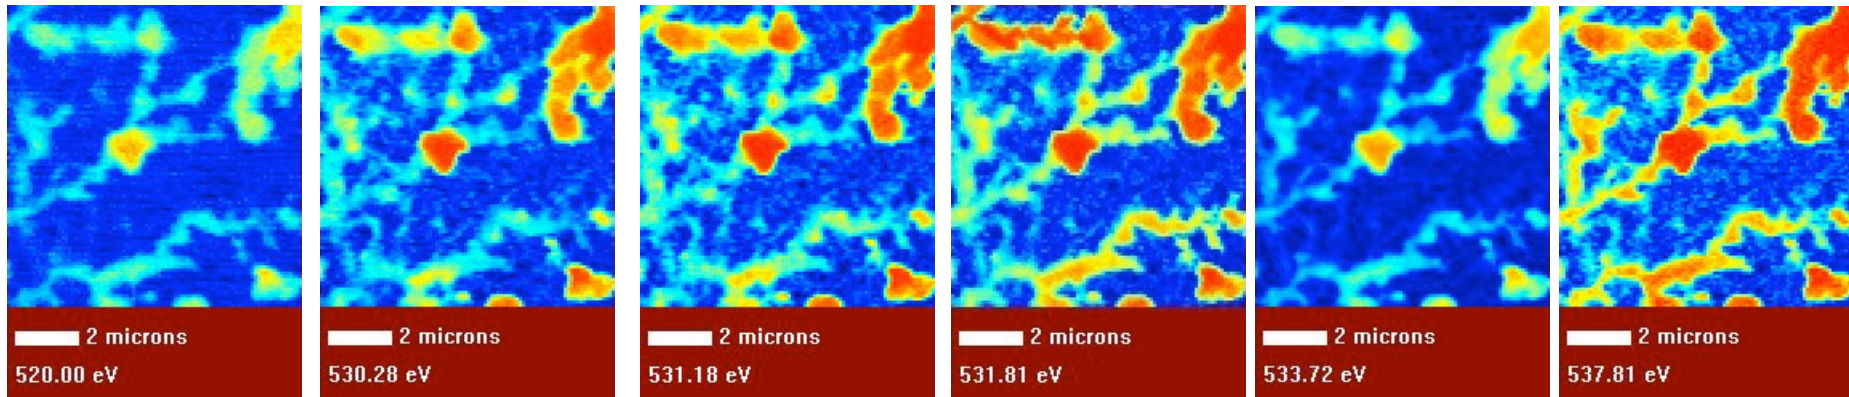 2 microns
520.00 eV
2 microns
530.28 eV
2 microns
531.18 eV
2 microns
531.81 eV
2 microns
533.72 eV
2 microns
537.81 eV